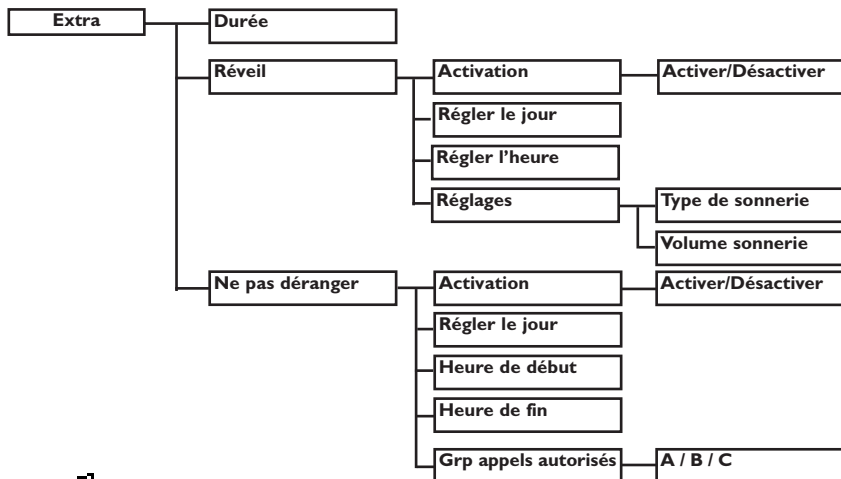 Extra
Durée
Réveil
Activation
Activer/Désactiver
Régler le jour
Régler l’heure
Réglages
Type de sonnerie
Volume sonnerie
Ne pas déranger
Activation
Activer/Désactiver
Régler le jour
Heure de début
Heure de fin
Grp appels autorisés
A / B / C